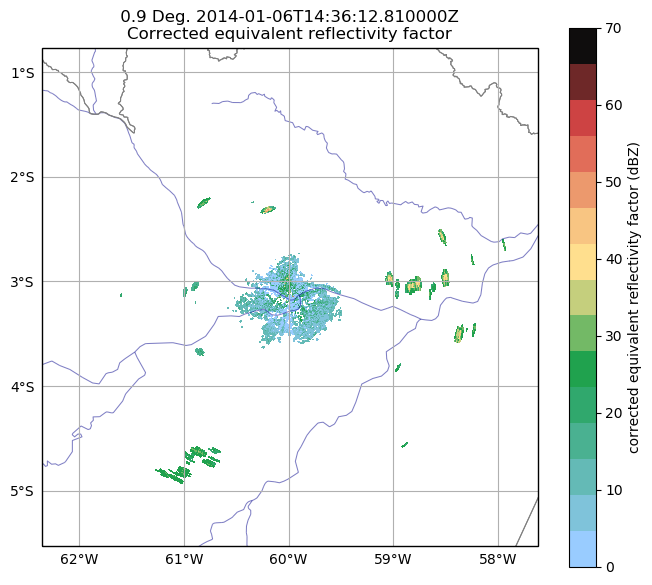 0.9 Deg. 2014-01-06T14:36:12.810000Z
Corrected equivalent reflectivity factor
1°S
2°S
3°S
4°S
5°S
62°W 61°W 60°W 59°W 58°W
70
60
50
40
30
20
10
0
corrected equivalent reflectivity factor (dBZ)